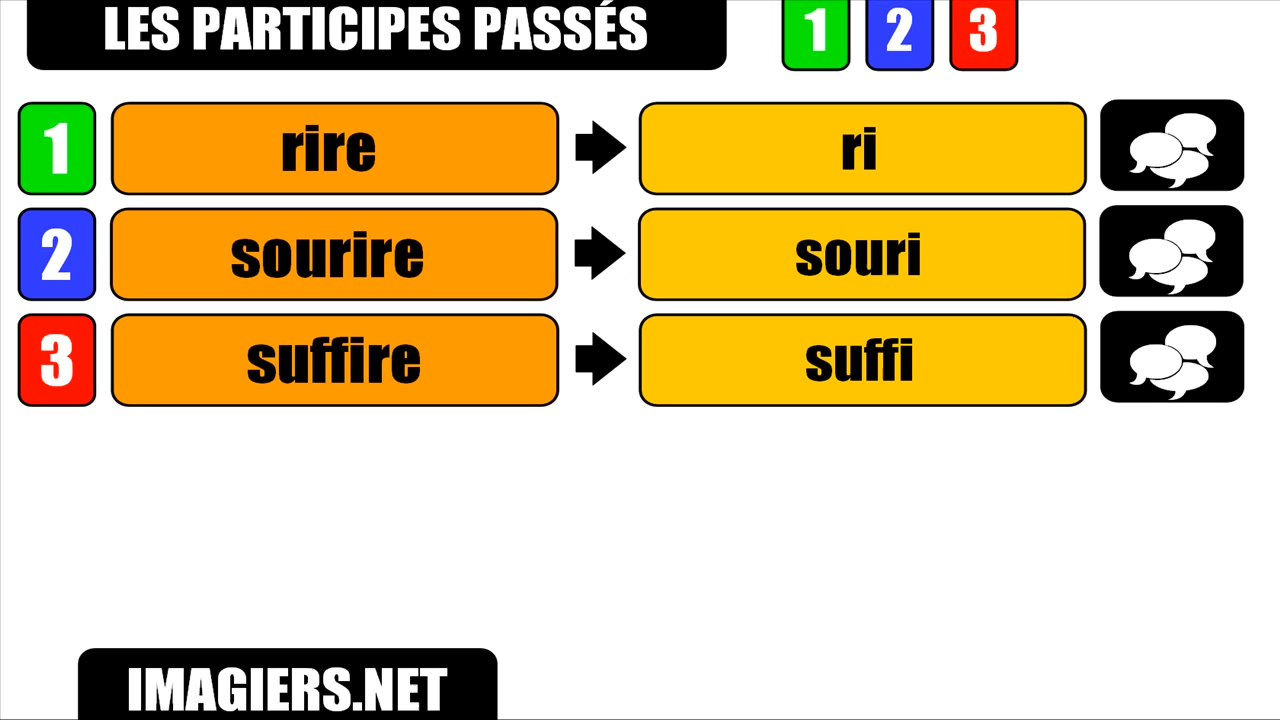 LES PARTICIPES PASSÉS 1 2 3
1 rire ri
2 sourire souri
3 suffire suffi
IMAGIERS.NET